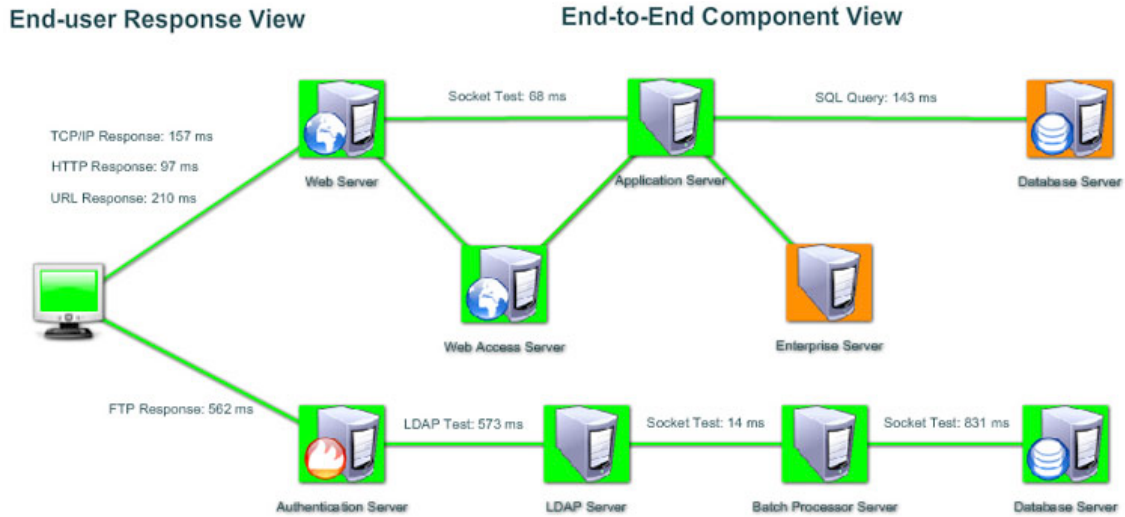 End-user Response View
End-to-End Component View
Socket Test: 68 ms
SQL Query: 143 ms
TCP/IP Response: 157 ms
HTTP Response: 97 ms
URL Response: 210 ms
Web Server
Application Server
Database Server
Web Access Server
Enterprise Server
FTP Response: 562 ms
LDAP Test: 573 ms
Socket Test: 14 ms
Socket Test: 831 ms
Authentication Server
LDAP Server
Batch Processor Server
Database Server